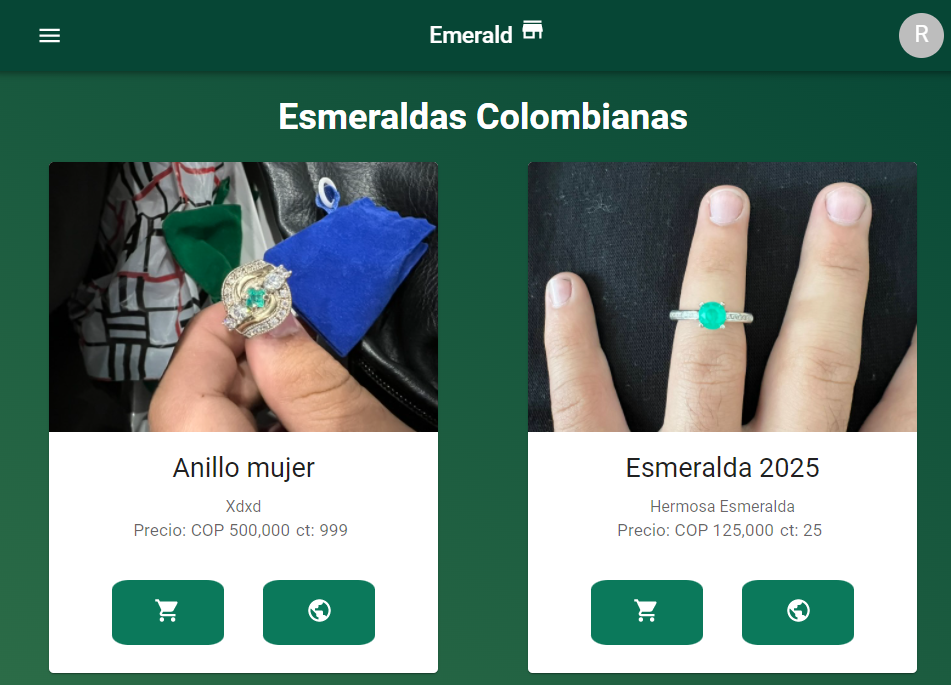 Emerald
R
Esmeraldas Colombianas
Anillo mujer
Xdxd
Precio: COP 500,000 ct: 999
Esmeralda 2025
Hermosa Esmeralda
Precio: COP 125,000 ct: 25